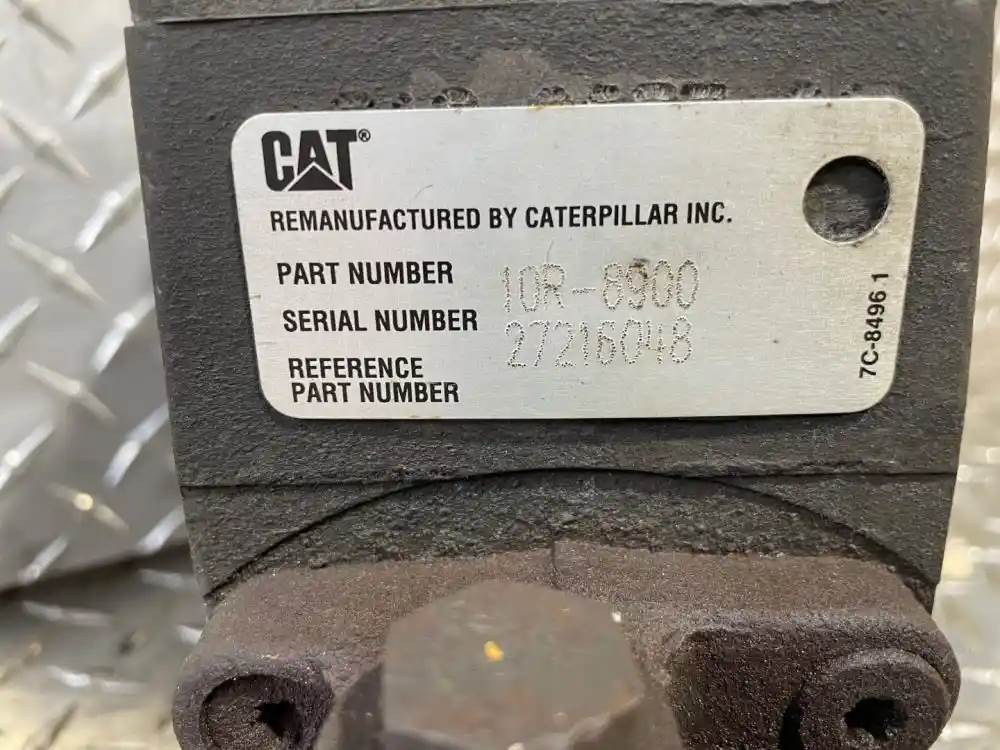 CAT®
REMANUFACTURED BY CATERPILLAR INC.
PART NUMBER 10R-8900
SERIAL NUMBER 27216048
REFERENCE
PART NUMBER
7C-8496 1